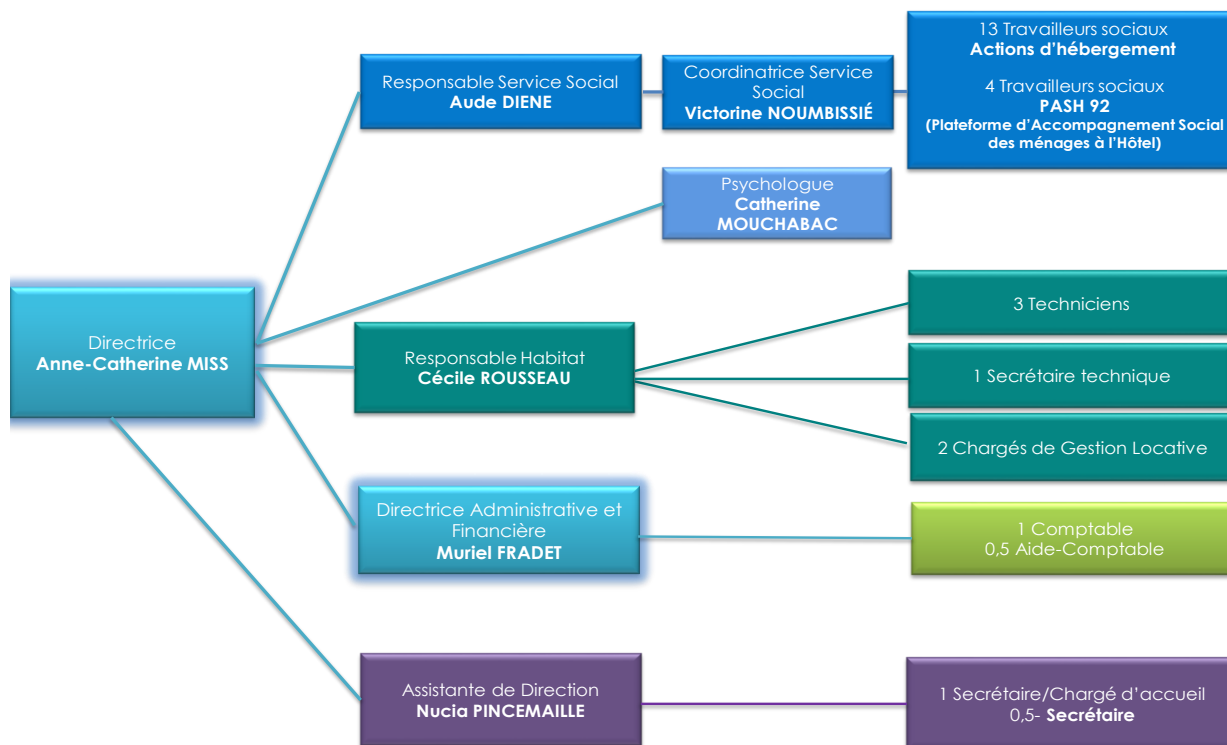 Responsable Service Social
Aude DIENE
Coordinatrice Service
Social
Victorine NOUMBISSIÉ
13 Travailleurs sociaux
Actions d’hébergement
4 Travailleurs sociaux
PASH 92
(Plateforme d’Accompagnement Social
des ménages à l’Hôtel)
Psychologue
Catherine
MOUCHABAC
Directrice
Anne-Catherine MISS
Responsable Habitat
Cécile ROUSSEAU
3 Techniciens
1 Secrétaire technique
2 Chargés de Gestion Locative
Directrice Administrative et
Financière
Muriel FRADET
1 Comptable
0,5 Aide-Comptable
Assistante de Direction
Nucia PINCEMAILLE
1 Secrétaire/Chargé d’accueil
0,5- Secrétaire